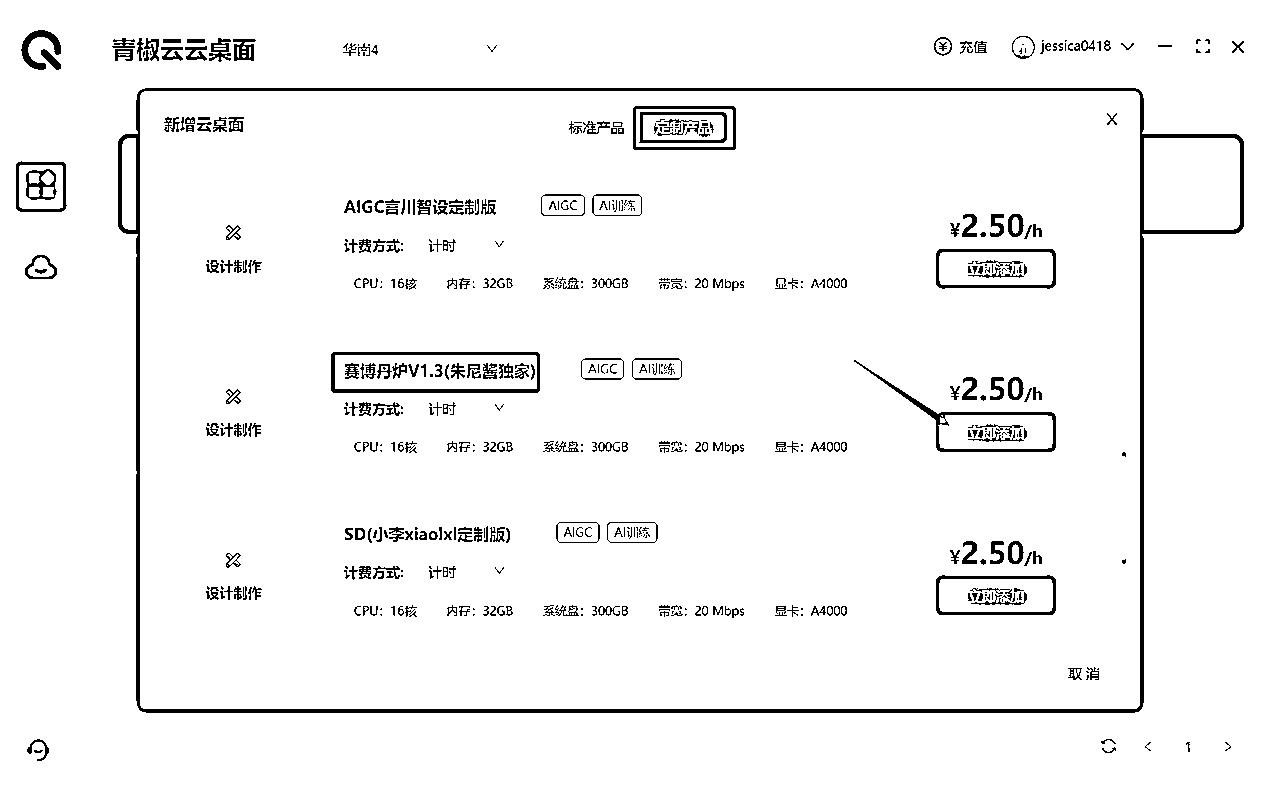 青椒云云桌面 华南4 充值 jessica0418
新增云桌面 标准产品 定制产品
AIGC言川智设定制版 AIGC AI训练
¥2.50/h
计费方式: 计时
设计制作 立即添加
CPU: 16核 内存: 32GB 系统盘: 300GB 带宽: 20 Mbps 显卡: A4000
赛博丹炉V1.3(朱尼酱独家) AIGC AI训练
¥2.50/h
计费方式: 计时
设计制作 立即添加
CPU: 16核 内存: 32GB 系统盘: 300GB 带宽: 20 Mbps 显卡: A4000
SD(小李xiaolxl定制版) AIGC AI训练
¥2.50/h
计费方式: 计时
设计制作 立即添加
CPU: 16核 内存: 32GB 系统盘: 300GB 带宽: 20 Mbps 显卡: A4000
取消
1